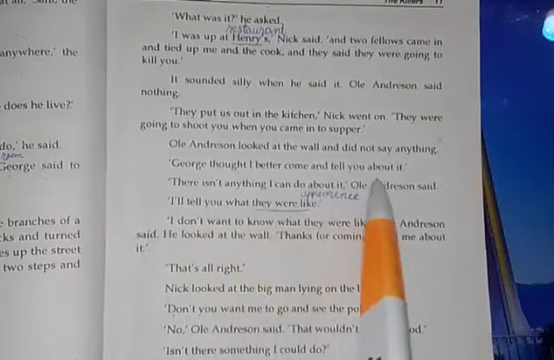 The Killers 11
'What was it?' he asked.
restaurant
'I was up at Henry's,' Nick said, 'and two fellows came in
and tied up me and the cook, and they said they were going to
kill you.'
It sounded silly when he said it. Ole Andreson said
nothing.
'They put us out in the kitchen,' Nick went on. 'They were
going to shoot you when you came in to supper.'
Ole Andreson looked at the wall and did not say anything.
'George thought I better come and tell you about it.'
'There isn't anything I can do about it,' Ole dreson said.
appearence
'I'll tell you what they were like.'
'I don't want to know what they were lik Andreson
said. He looked at the wall. 'Thanks for comin me about
it.'
'That's all right.'
Nick looked at the big man lying on the
'Don't you want me to go and see the po
'No,' Ole Andreson said. 'That wouldn't od.'
'Isn't there something I could do?'
anywhere,' the
does he live?'
do,' he said.
room
George said to
e branches of a
cks and turned
es up the street
two steps and